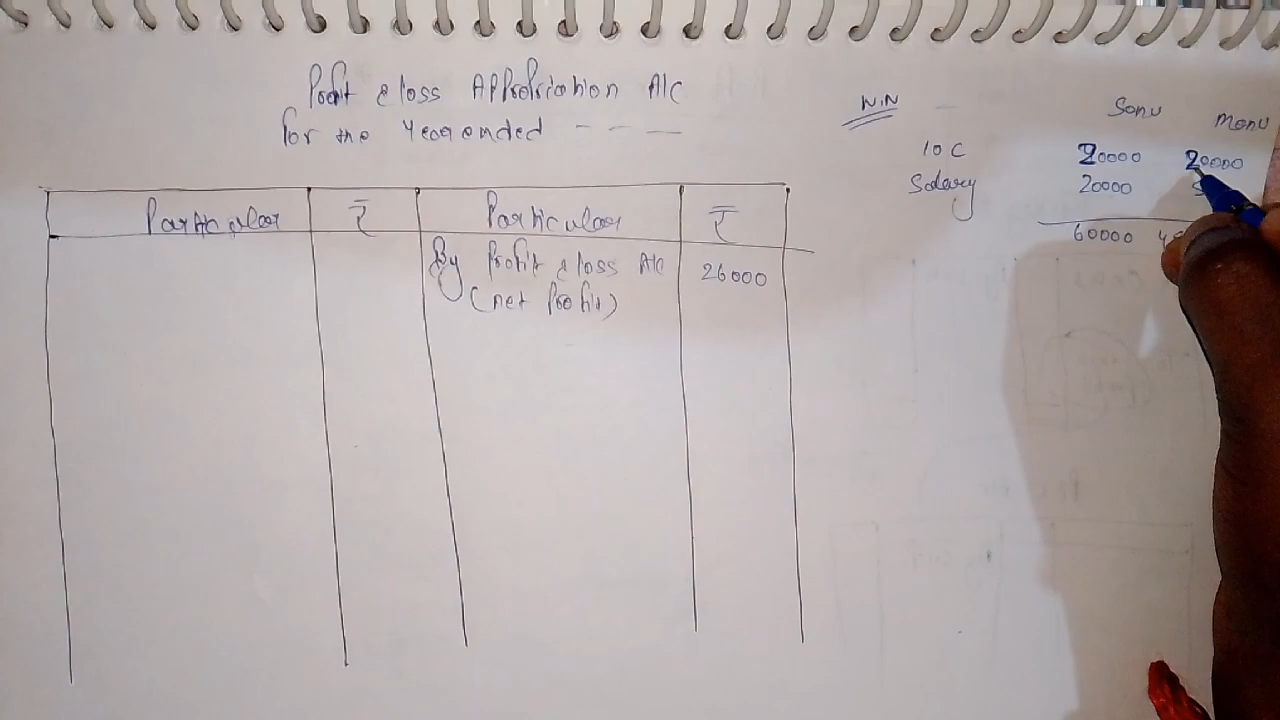 Profit & loss Appropriation A/c
For the Year ended - - -
Particular ₹ Particular ₹
By Profit & loss A/c 26000
(net Profit)
W.N
Sonu Monu
IOC 20000 20000
Salary 20000
60000